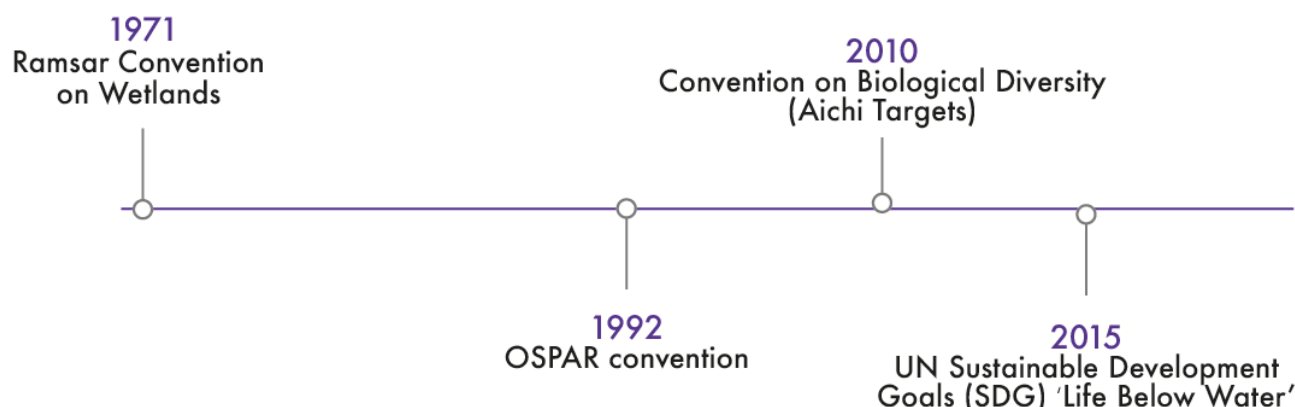 1971
Ramsar Convention
on Wetlands
1992
OSPAR convention
2010
Convention on Biological Diversity
(Aichi Targets)
2015
UN Sustainable Development
Goals (SDG) ‘Life Below Water’